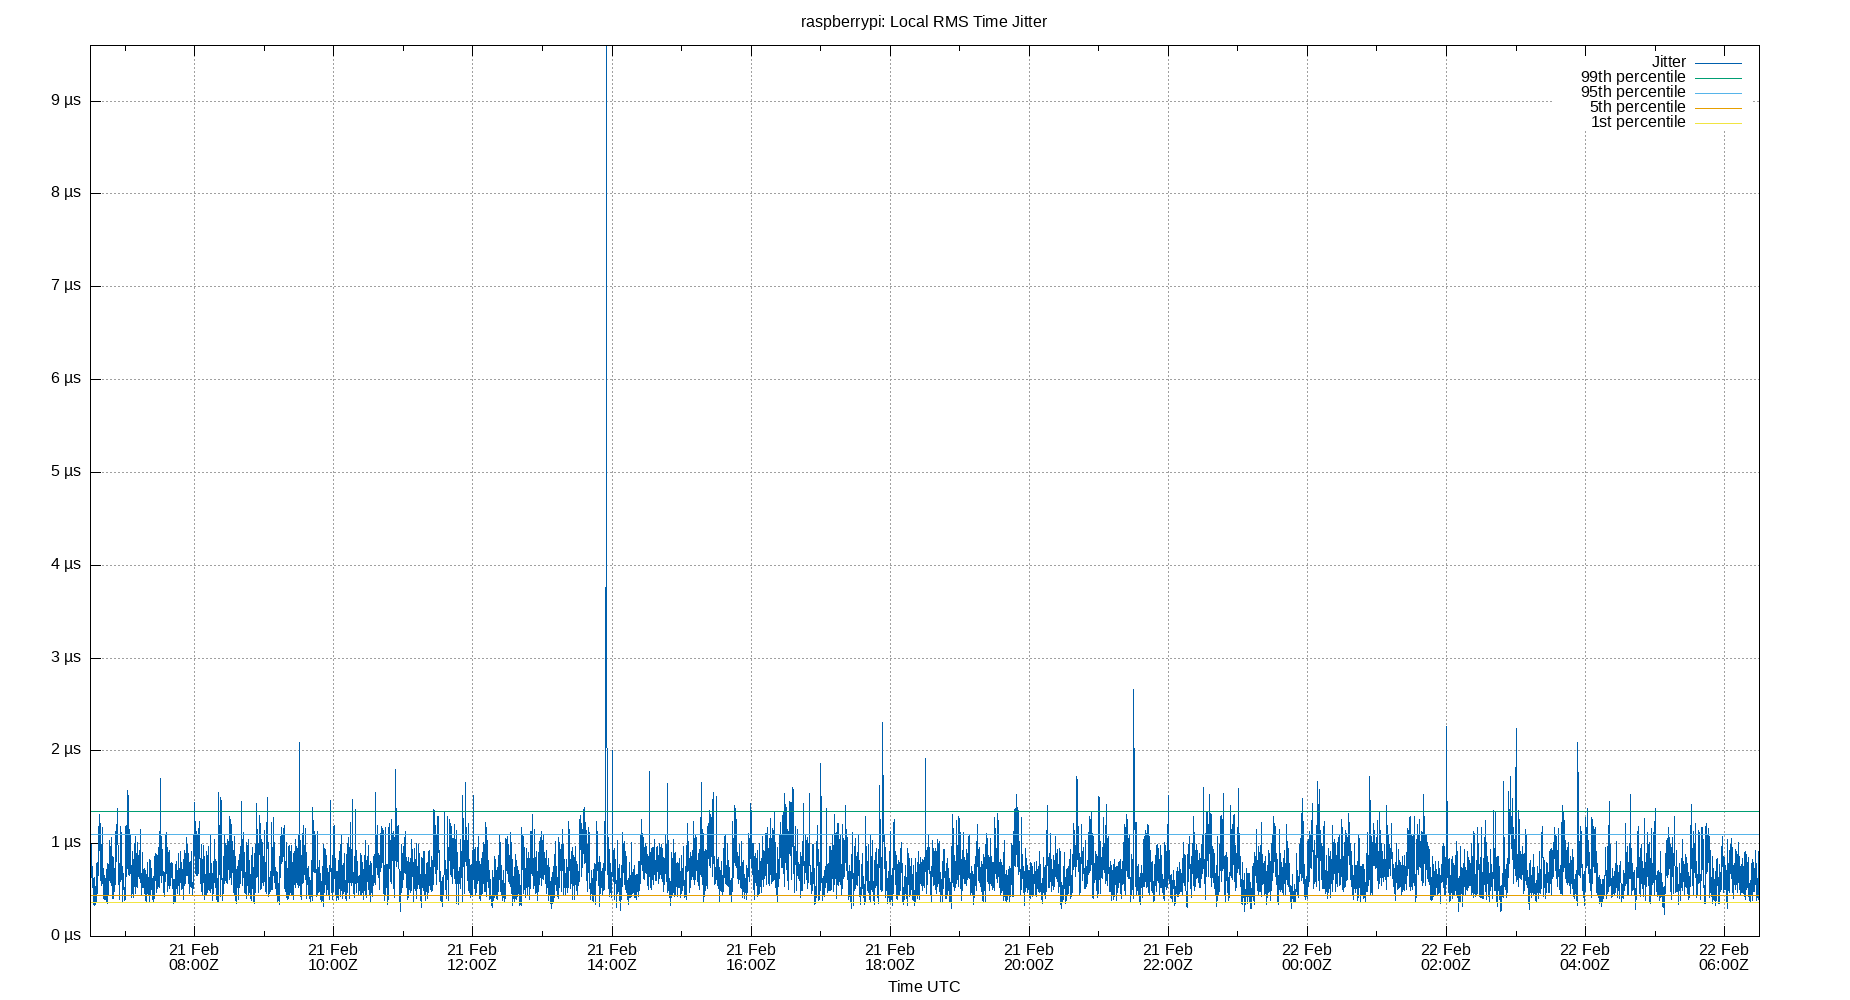 raspberrypi: Local RMS Time Jitter
Jitter
99th percentile
95th percentile
5th percentile
1st percentile
9 µs
8 µs
7 µs
6 µs
5 µs
4 µs
3 µs
2 µs
1 µs
0 µs
21 Feb 21 Feb 21 Feb 21 Feb 21 Feb 21 Feb 21 Feb 21 Feb 22 Feb 22 Feb 22 Feb 22 Feb
08:00Z 10:00Z 12:00Z 14:00Z 16:00Z 18:00Z 20:00Z 22:00Z 00:00Z 02:00Z 04:00Z 06:00Z
Time UTC